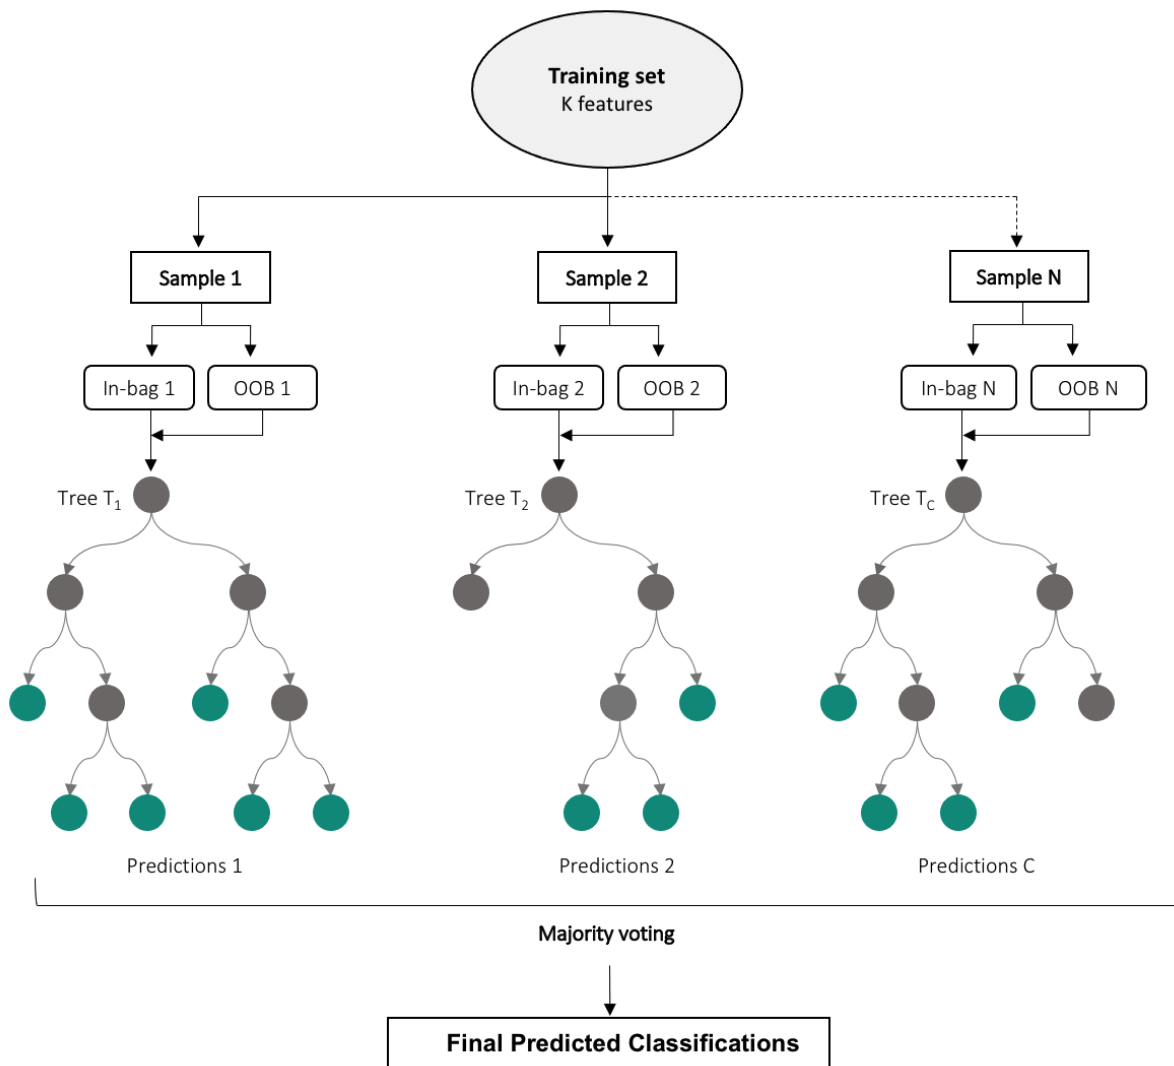 Training set
K features
Sample 1
Sample 2
Sample N
In-bag 1
OOB 1
In-bag 2
OOB 2
In-bag N
OOB N
Tree T₁
Tree T₂
Tree T_C
Predictions 1
Predictions 2
Predictions C
Majority voting
Final Predicted Classifications